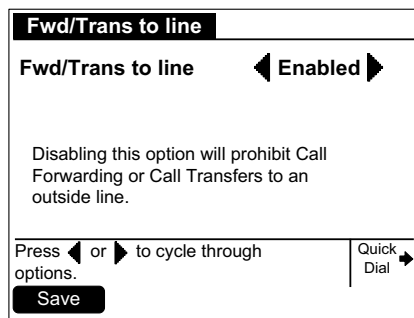 Fwd/Trans to line
Fwd/Trans to line Enabled
Disabling this option will prohibit Call
Forwarding or Call Transfers to an
outside line.
Press or to cycle through
options.
Quick
Dial
Save